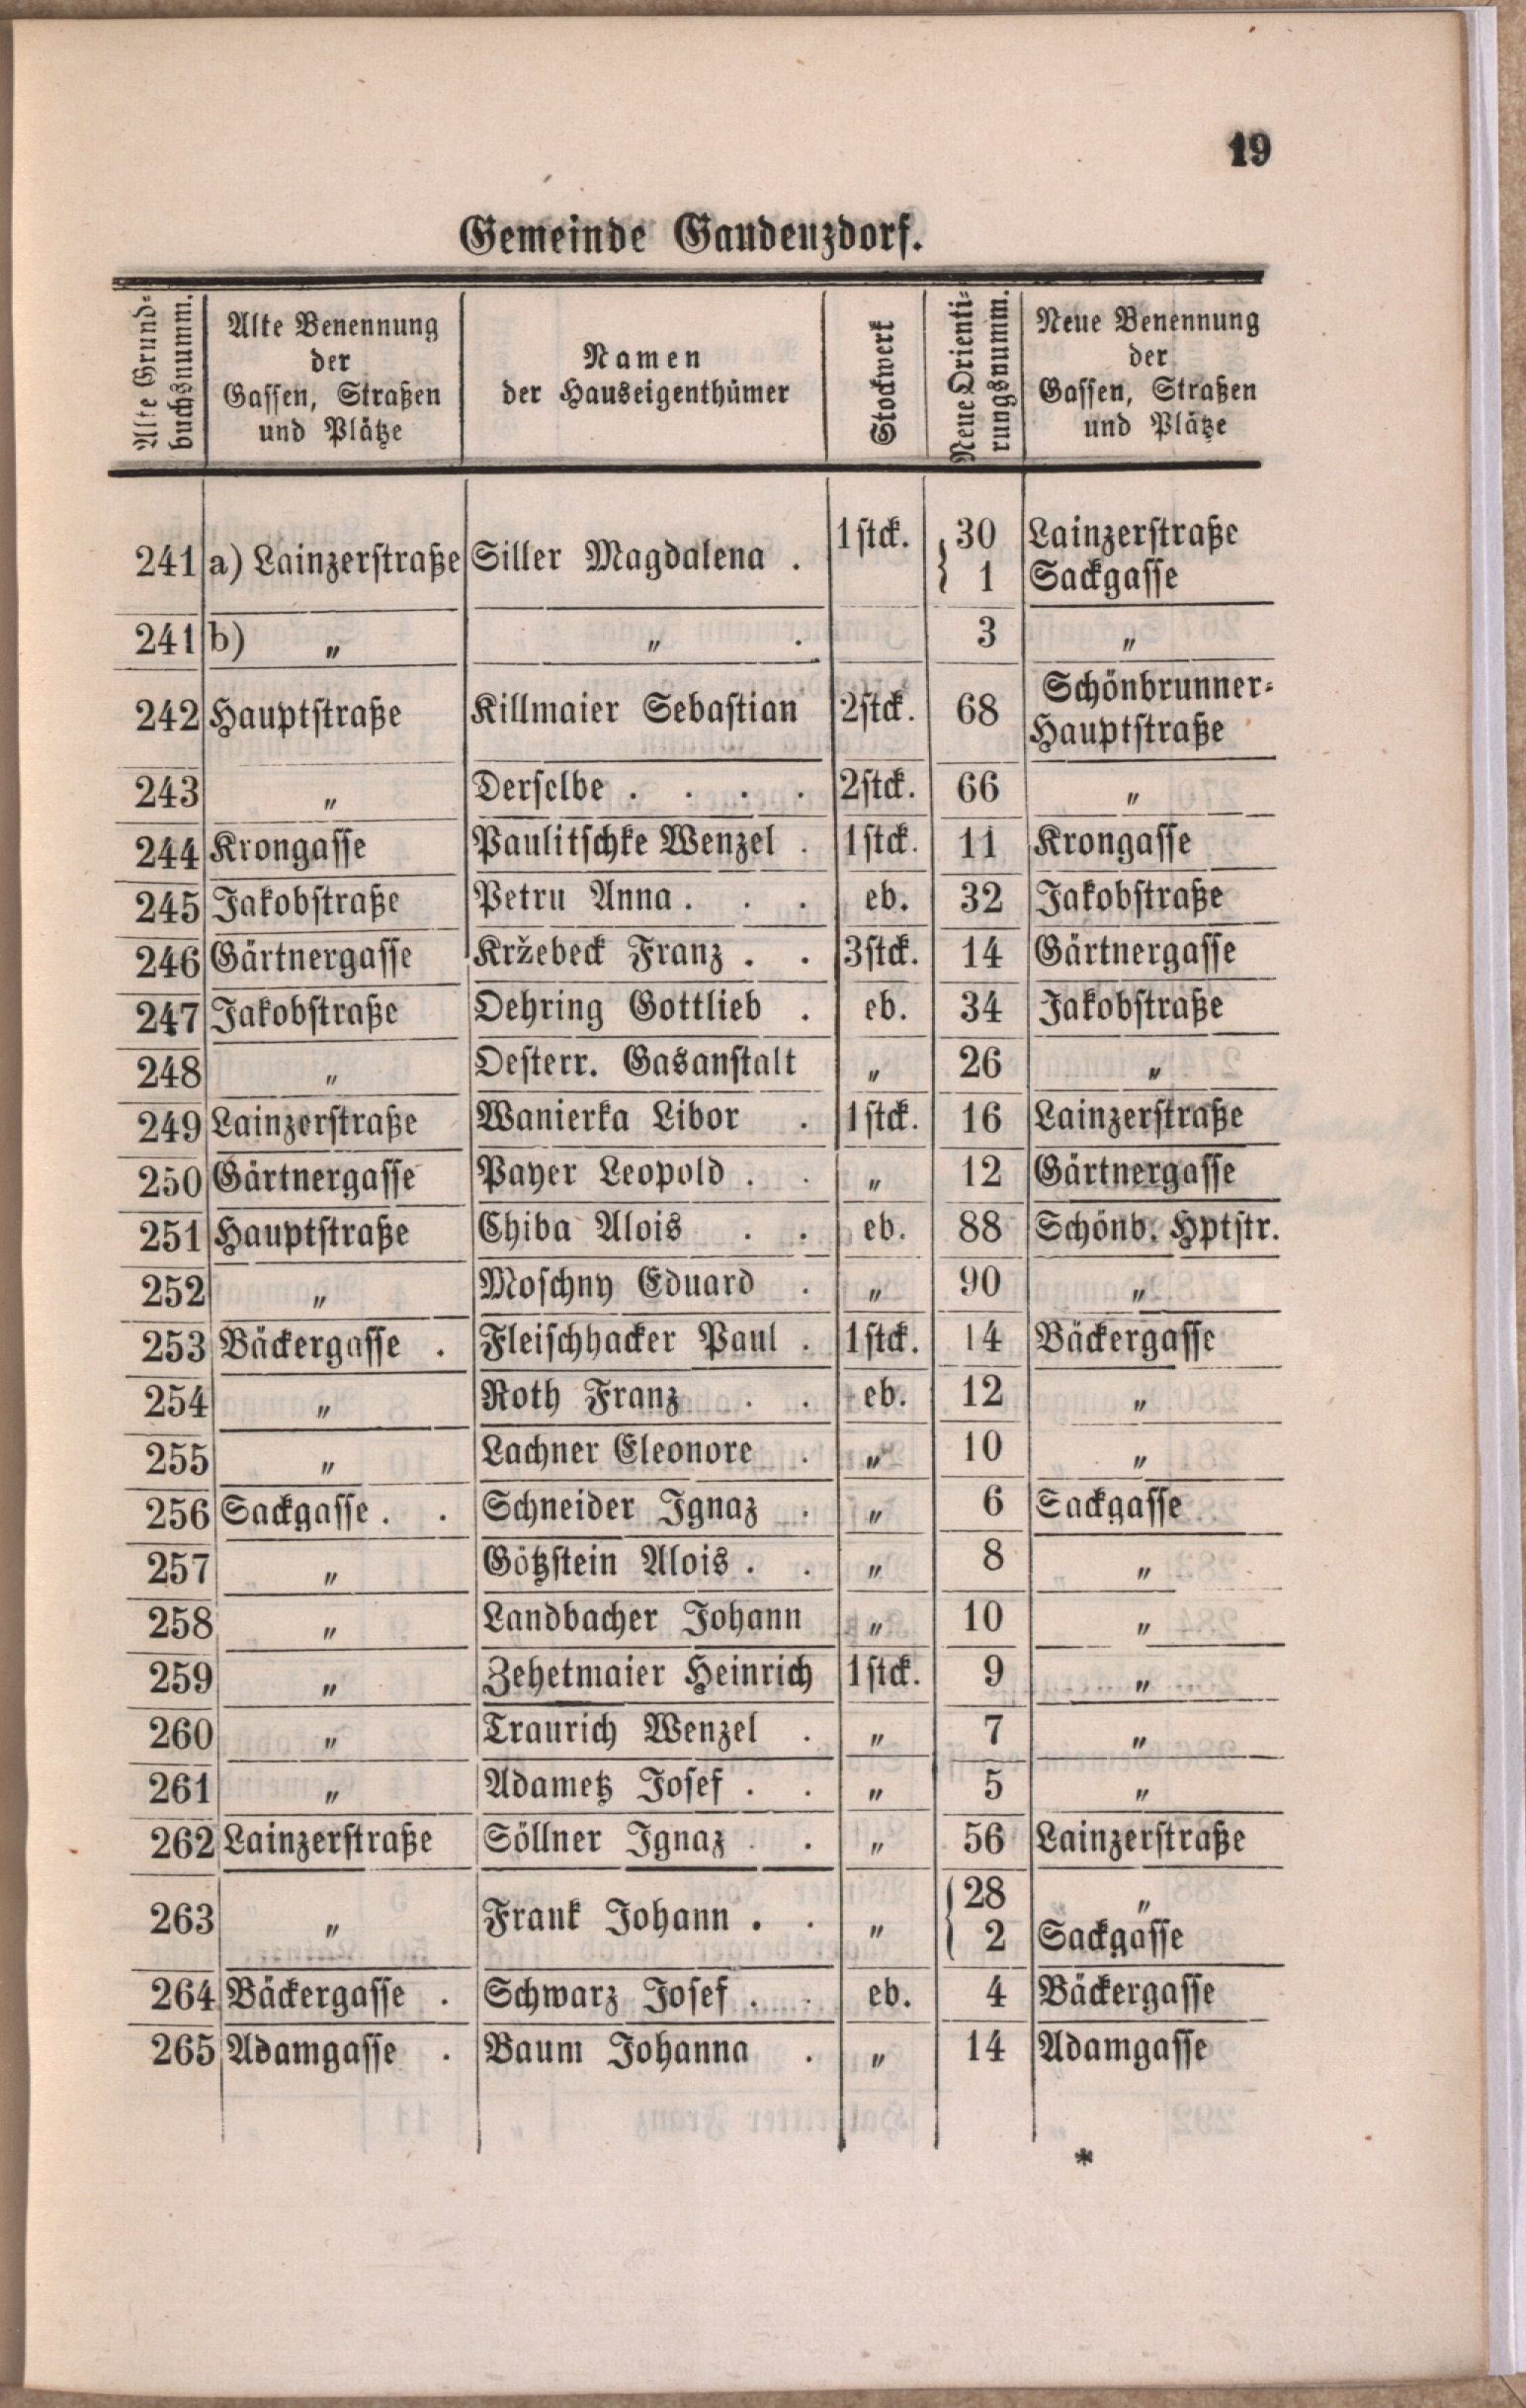 19
Gemeinde Gaudenzdorf.
Alte Grund-
buchsnumm.
Alte Benennung
der
Gassen, Straßen
und Plätze
Namen
der Hauseigenthümer
Stockwerk
Neue Orienti-
rungsnumm.
Neue Benennung
der
Gassen, Straßen
und Plätze
241 a) Lainzerstraße Siller Magdalena . 1stck. { 30 Lainzerstraße
1 Sackgasse
241 b) „ „ . 3 „
242 Hauptstraße Killmaier Sebastian 2stck. 68 Schönbrunner-
Hauptstraße
243 „ Derselbe . . . . 2stck. 66 „
244 Krongasse Paulitschke Wenzel . 1stck. 11 Krongasse
245 Jakobstraße Petru Anna . . . eb. 32 Jakobstraße
246 Gärtnergasse Kržebeck Franz . . 3stck. 14 Gärtnergasse
247 Jakobstraße Oehring Gottlieb . eb. 34 Jakobstraße
248 „ Oesterr. Gasanstalt „ 26 „
249 Lainzerstraße Wanierka Libor . 1stck. 16 Lainzerstraße
250 Gärtnergasse Payer Leopold . . „ 12 Gärtnergasse
251 Hauptstraße Chiba Alois . . eb. 88 Schönb. Hptstr.
252 „ Moschny Eduard . „ 90 „
253 Bäckergasse . Fleischhacker Paul . 1stck. 14 Bäckergasse
254 „ Roth Franz . . eb. 12 „
255 „ Lachner Eleonore . „ 10 „
256 Sackgasse . . Schneider Ignaz . „ 6 Sackgasse
257 „ Götzstein Alois . . „ 8 „
258 „ Landbacher Johann „ 10 „
259 „ Zehetmaier Heinrich 1stck. 9 „
260 „ Traurich Wenzel . „ 7 „
261 „ Adametz Josef . . „ 5 „
262 Lainzerstraße Söllner Ignaz . . „ 56 Lainzerstraße
263 „ Frank Johann . . „ { 28 „
2 Sackgasse
264 Bäckergasse . Schwarz Josef . . eb. 4 Bäckergasse
265 Adamgasse . Baum Johanna . „ 14 Adamgasse
*